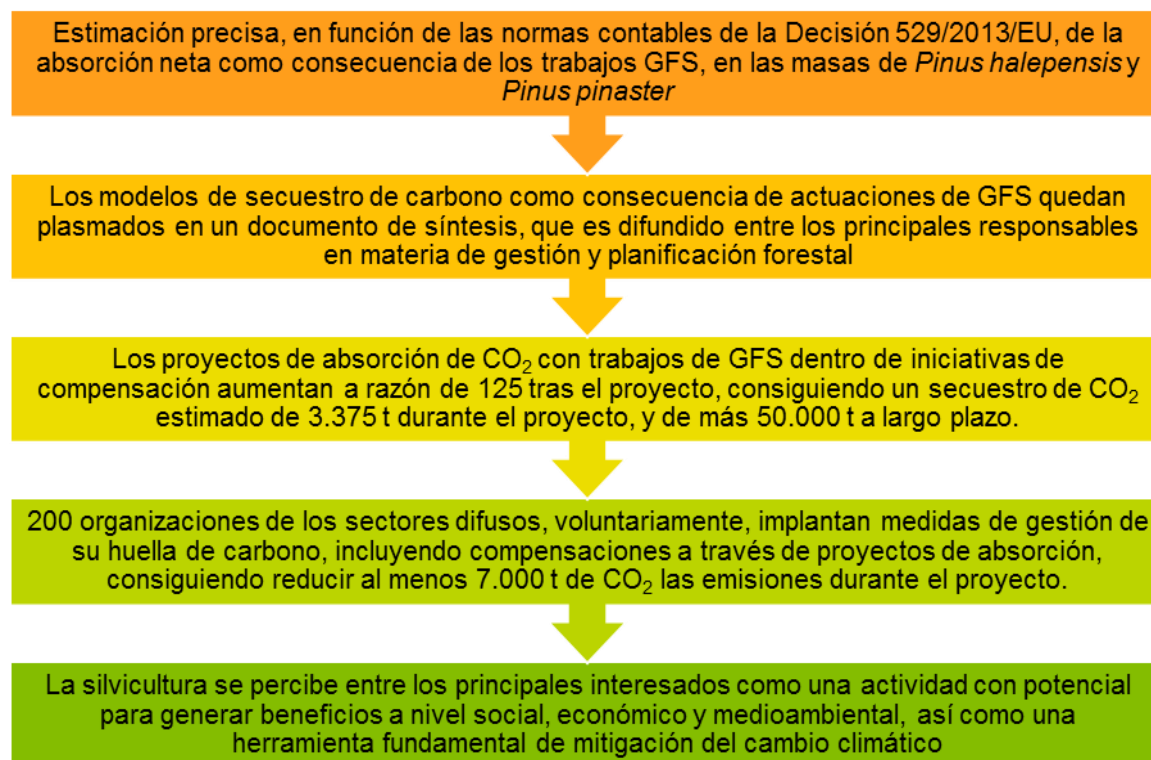 Estimación precisa, en función de las normas contables de la Decisión 529/2013/EU, de la
absorción neta como consecuencia de los trabajos GFS, en las masas de Pinus halepensis y
Pinus pinaster
Los modelos de secuestro de carbono como consecuencia de actuaciones de GFS quedan
plasmados en un documento de síntesis, que es difundido entre los principales responsables
en materia de gestión y planificación forestal
Los proyectos de absorción de CO₂ con trabajos de GFS dentro de iniciativas de
compensación aumentan a razón de 125 tras el proyecto, consiguiendo un secuestro de CO₂
estimado de 3.375 t durante el proyecto, y de más 50.000 t a largo plazo.
200 organizaciones de los sectores difusos, voluntariamente, implantan medidas de gestión de
su huella de carbono, incluyendo compensaciones a través de proyectos de absorción,
consiguiendo reducir al menos 7.000 t de CO₂ las emisiones durante el proyecto.
La silvicultura se percibe entre los principales interesados como una actividad con potencial
para generar beneficios a nivel social, económico y medioambiental, así como una
herramienta fundamental de mitigación del cambio climático